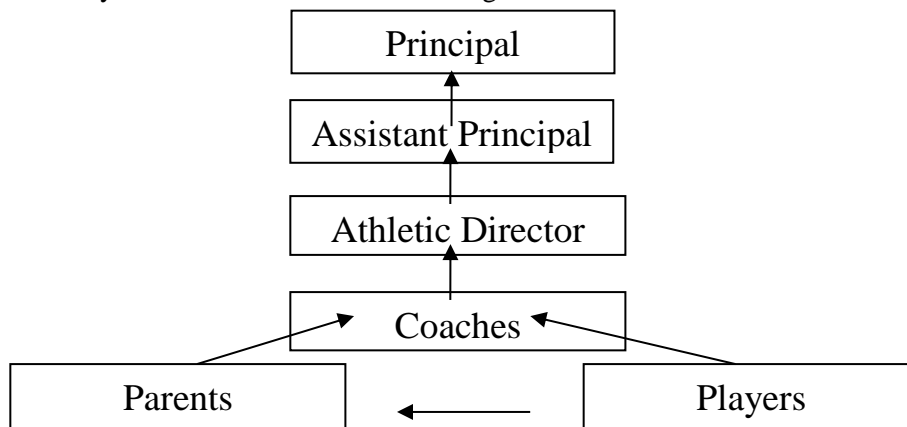 Principal
Assistant Principal
Athletic Director
Coaches
Parents Players